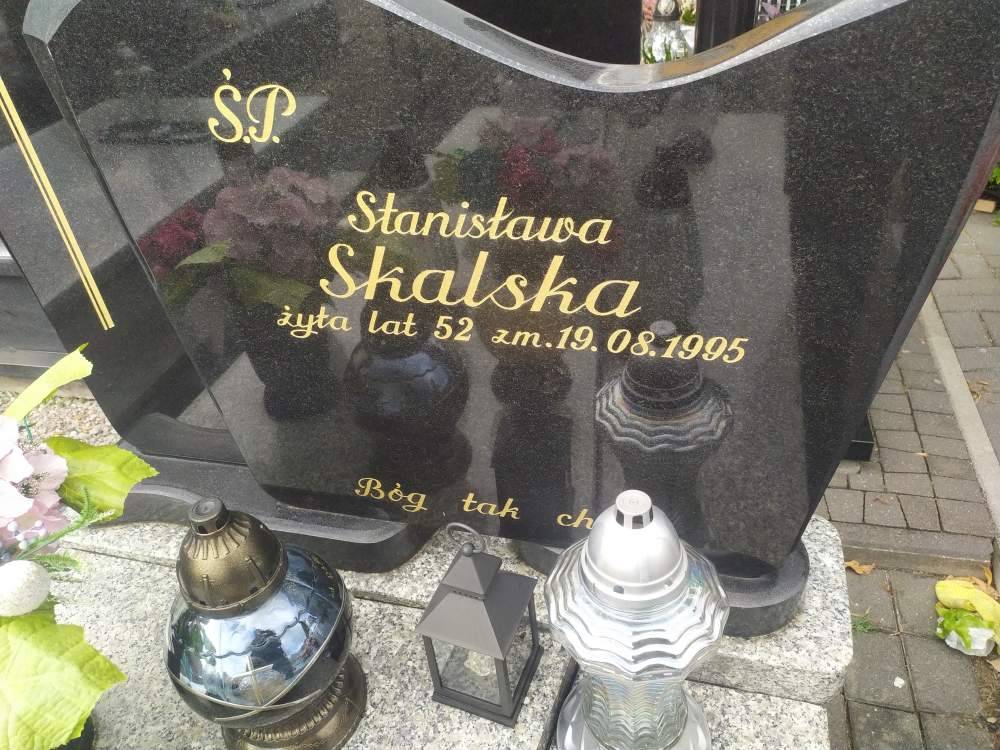 Ś.P.
Stanisława
Skalska
żyła lat 52 zm. 19.08.1995
Bóg tak